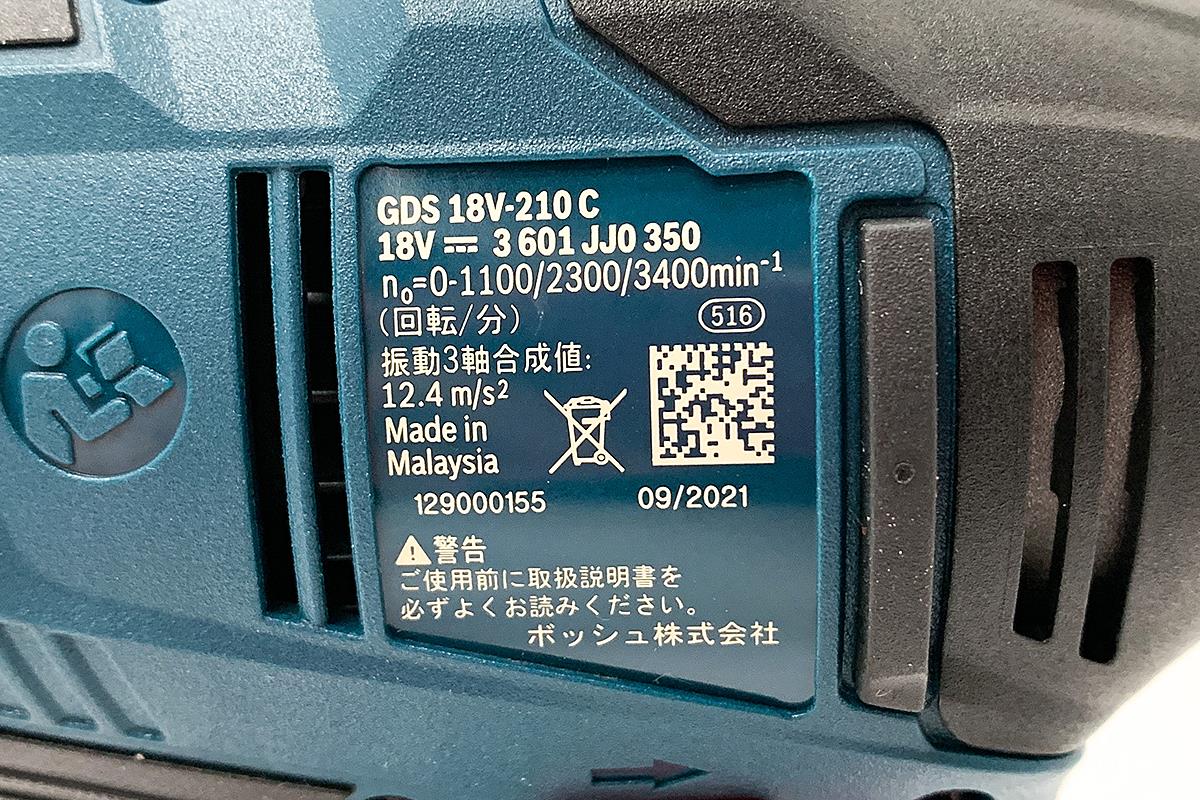 GDS 18V-210 C
18V ⎓ 3 601 JJ0 350
n₀=0-1100/2300/3400min⁻¹
(回転/分) 516
振動3軸合成値:
12.4 m/s²
Made in
Malaysia
129000155 09/2021
⚠警告
ご使用前に取扱説明書を
必ずよくお読みください。
ボッシュ株式会社